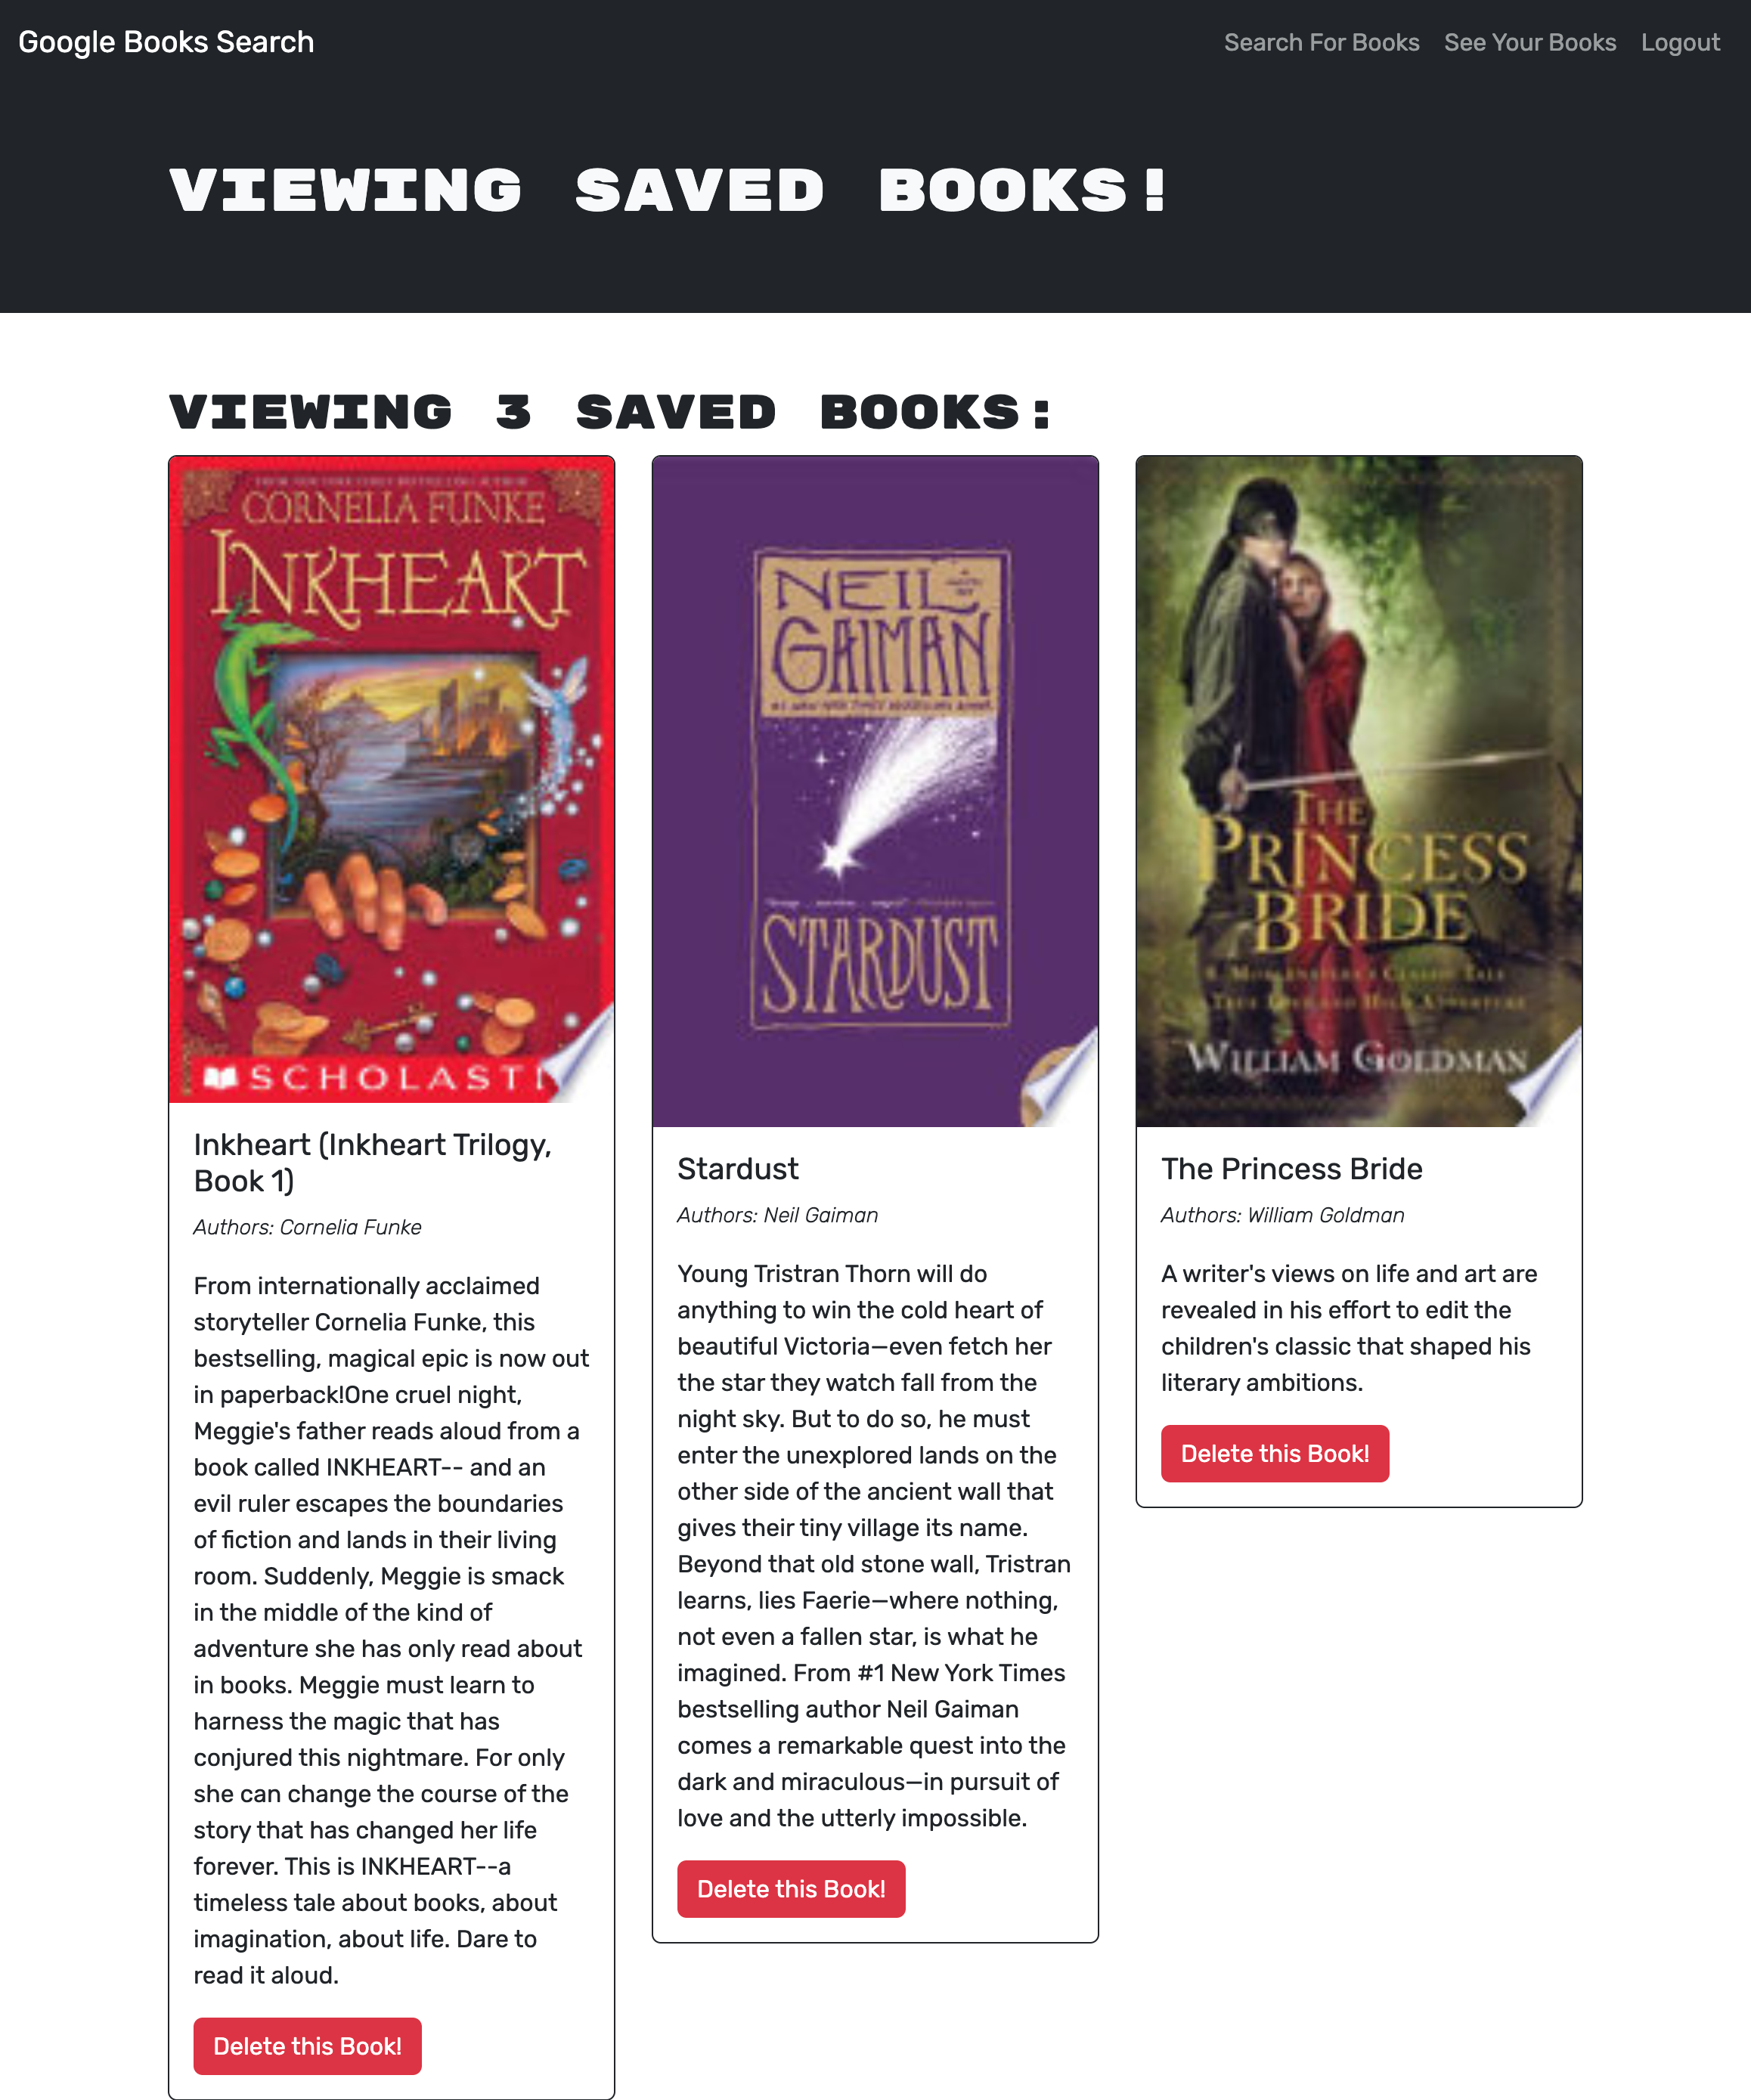 Google Books Search
Search For Books
See Your Books
Logout
VIEWING SAVED BOOKS!
VIEWING 3 SAVED BOOKS:
CORNELIA FUNKE
INKHEART
SCHOLASTI
Inkheart (Inkheart Trilogy,
Book 1)
Authors: Cornelia Funke
From internationally acclaimed
storyteller Cornelia Funke, this
bestselling, magical epic is now out
in paperback!One cruel night,
Meggie's father reads aloud from a
book called INKHEART-- and an
evil ruler escapes the boundaries
of fiction and lands in their living
room. Suddenly, Meggie is smack
in the middle of the kind of
adventure she has only read about
in books. Meggie must learn to
harness the magic that has
conjured this nightmare. For only
she can change the course of the
story that has changed her life
forever. This is INKHEART--a
timeless tale about books, about
imagination, about life. Dare to
read it aloud.
Delete this Book!
NEIL
GAIMAN
#1 NEW YORK TIMES BESTSELLING AUTHOR
STARDUST
Stardust
Authors: Neil Gaiman
Young Tristran Thorn will do
anything to win the cold heart of
beautiful Victoria—even fetch her
the star they watch fall from the
night sky. But to do so, he must
enter the unexplored lands on the
other side of the ancient wall that
gives their tiny village its name.
Beyond that old stone wall, Tristran
learns, lies Faerie—where nothing,
not even a fallen star, is what he
imagined. From #1 New York Times
bestselling author Neil Gaiman
comes a remarkable quest into the
dark and miraculous—in pursuit of
love and the utterly impossible.
Delete this Book!
THE
PRINCESS
BRIDE
S. MORGENSTERN'S CLASSIC TALE
TRUE LOVE AND HIGH ADVENTURE
WILLIAM GOLDMAN
The Princess Bride
Authors: William Goldman
A writer's views on life and art are
revealed in his effort to edit the
children's classic that shaped his
literary ambitions.
Delete this Book!